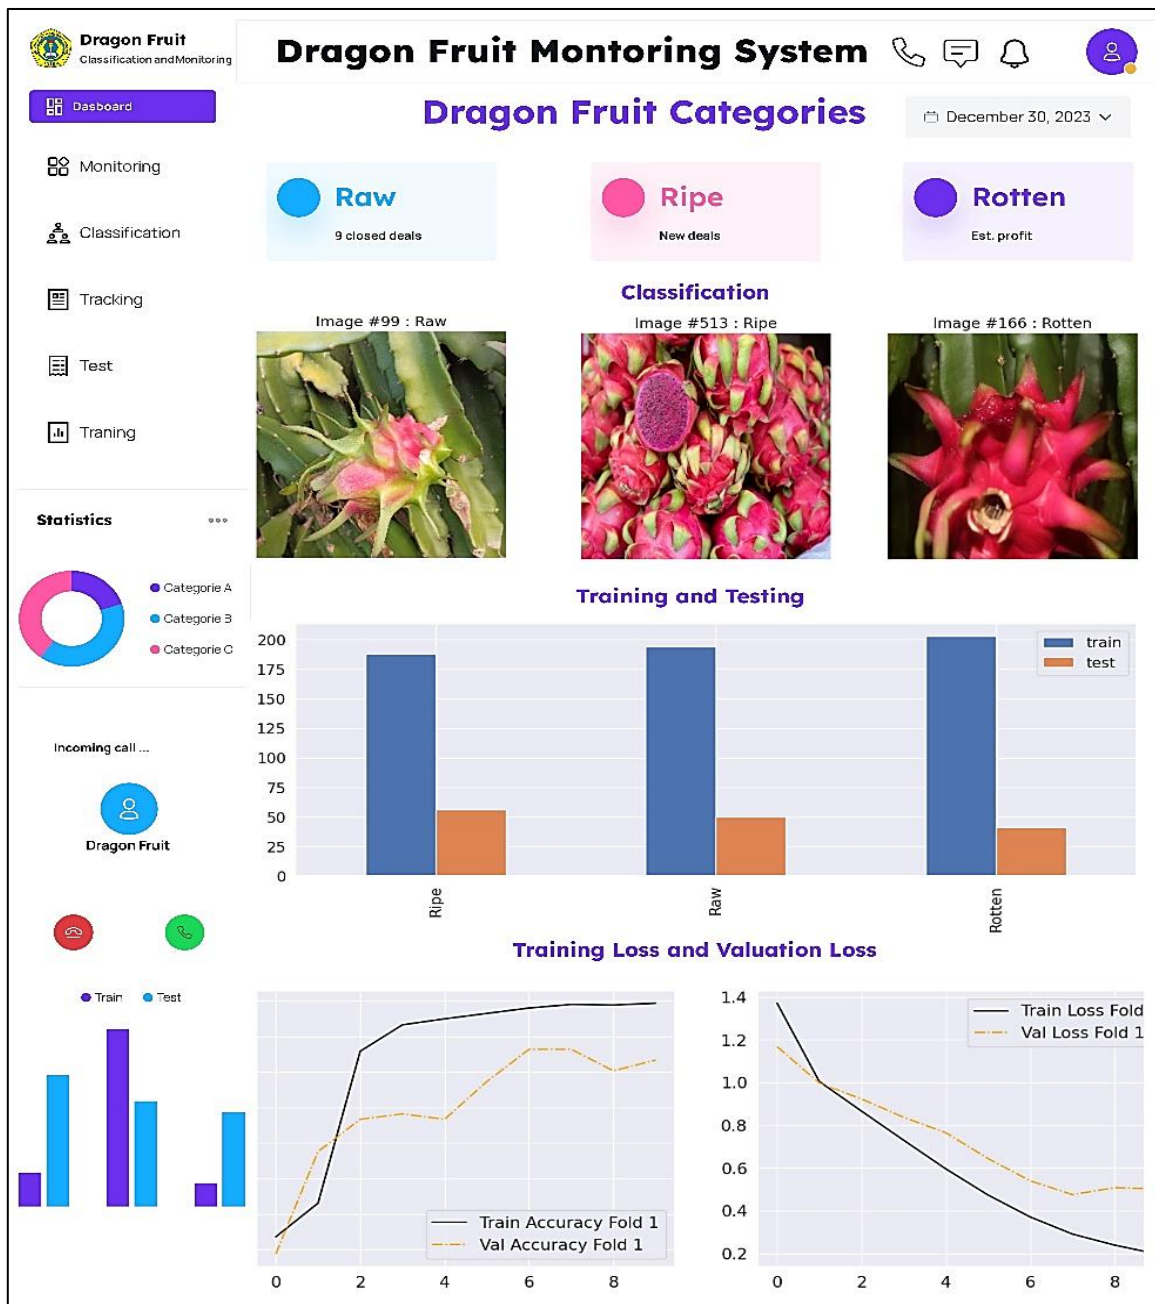 Dragon Fruit
Classification and Monitoring
Dragon Fruit Montoring System
Dasboard
Monitoring
Classification
Tracking
Test
Traning
Dragon Fruit Categories
December 30, 2023
Raw
9 closed deals
Ripe
New deals
Rotten
Est. profit
Classification
Image #99 : Raw
Image #513 : Ripe
Image #166 : Rotten
Statistics
Categorie A
Categorie B
Categorie C
Training and Testing
200
175
150
125
100
75
50
25
0
train
test
Ripe
Raw
Rotten
Incoming call ...
Dragon Fruit
Train
Test
Training Loss and Valuation Loss
Train Accuracy Fold 1
Val Accuracy Fold 1
0 2 4 6 8
1.4
1.2
1.0
0.8
0.6
0.4
0.2
Train Loss Fold
Val Loss Fold 1
0 2 4 6 8